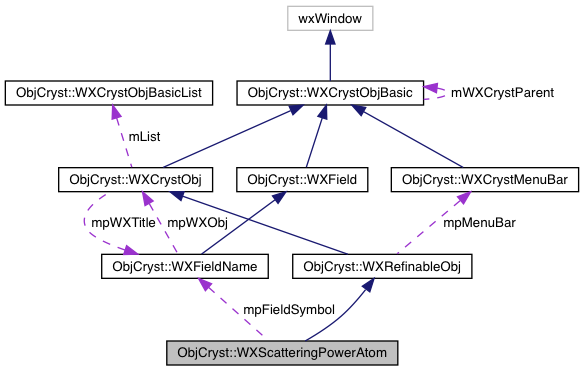 wxWindow
ObjCryst::WXCrystObjBasicList
ObjCryst::WXCrystObjBasic
mWXCrystParent
mList
ObjCryst::WXCrystObj
ObjCryst::WXField
ObjCryst::WXCrystMenuBar
mpWXTitle
mpWXObj
mpMenuBar
ObjCryst::WXFieldName
ObjCryst::WXRefinableObj
mpFieldSymbol
ObjCryst::WXScatteringPowerAtom